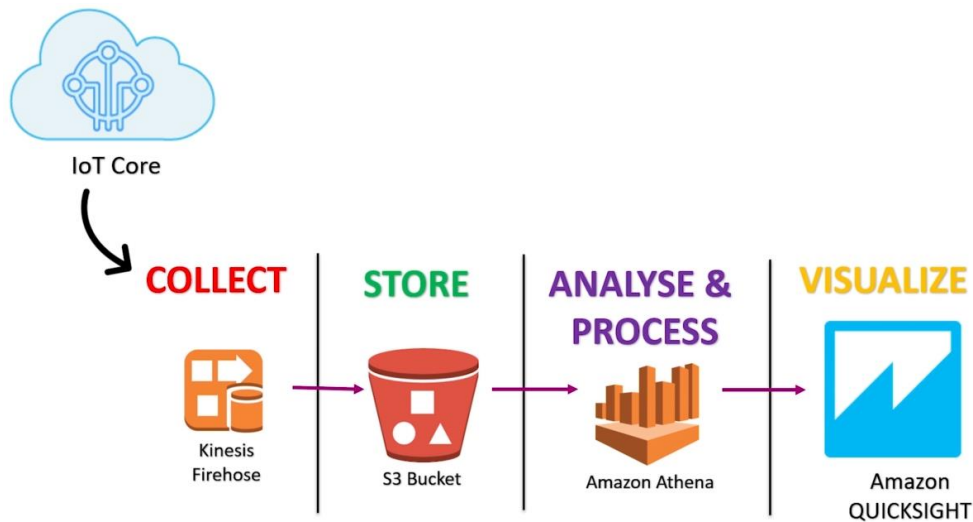 IoT Core
COLLECT
STORE
ANALYSE &
PROCESS
VISUALIZE
Kinesis
Firehose
S3 Bucket
Amazon Athena
Amazon
QUICKSIGHT